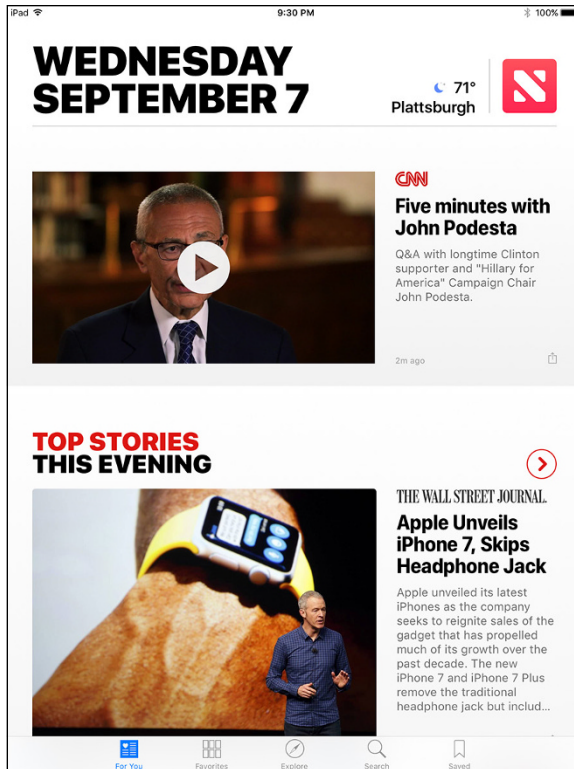 iPad 9:30 PM 100%
WEDNESDAY
SEPTEMBER 7
71°
Plattsburgh
CNN
Five minutes with
John Podesta
Q&A with longtime Clinton
supporter and "Hillary for
America" Campaign Chair
John Podesta.
2m ago
TOP STORIES
THIS EVENING
THE WALL STREET JOURNAL.
Apple Unveils
iPhone 7, Skips
Headphone Jack
Apple unveiled its latest
iPhones as the company
seeks to reignite sales of the
gadget that has propelled
much of its growth over the
past decade. The new
iPhone 7 and iPhone 7 Plus
remove the traditional
headphone jack but includ...
For You Favorites Explore Search Saved